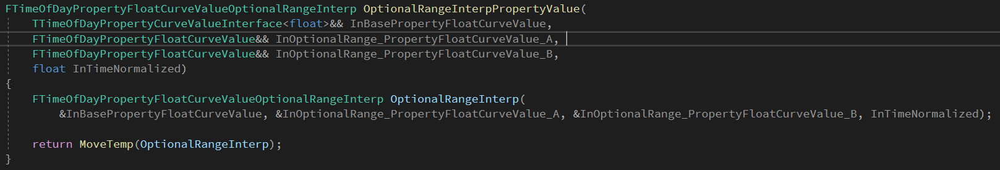 FTimeOfDayPropertyFloatCurveValueOptionalRangeInterp OptionalRangeInterpPropertyValue(
TTimeOfDayPropertyCurveValueInterface<float>&& InBasePropertyFloatCurveValue,
FTimeOfDayPropertyFloatCurveValue&& InOptionalRange_PropertyFloatCurveValue_A,
FTimeOfDayPropertyFloatCurveValue&& InOptionalRange_PropertyFloatCurveValue_B,
float InTimeNormalized)
{
FTimeOfDayPropertyFloatCurveValueOptionalRangeInterp OptionalRangeInterp(
&InBasePropertyFloatCurveValue, &InOptionalRange_PropertyFloatCurveValue_A, &InOptionalRange_PropertyFloatCurveValue_B, InTimeNormalized);
return MoveTemp(OptionalRangeInterp);
}